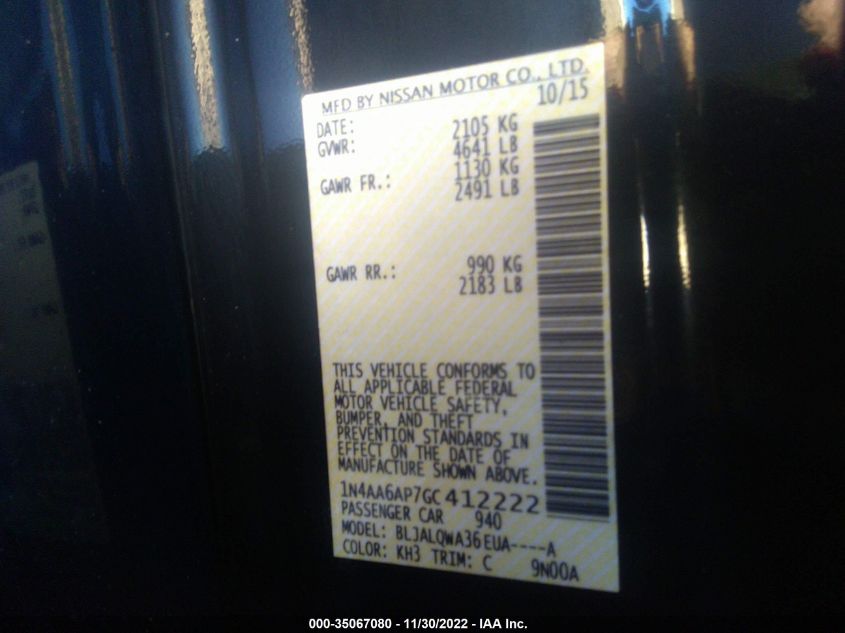 MFD BY NISSAN MOTOR CO., LTD.
DATE: 10/15
GVWR: 2105 KG
4641 LB
GAWR FR.: 1130 KG
2491 LB
GAWR RR.: 990 KG
2183 LB
THIS VEHICLE CONFORMS TO
ALL APPLICABLE FEDERAL
MOTOR VEHICLE SAFETY,
BUMPER, AND THEFT
PREVENTION STANDARDS IN
EFFECT ON THE DATE OF
MANUFACTURE SHOWN ABOVE.
1N4AA6AP7GC412222
PASSENGER CAR 940
MODEL: BLJALQWA36EUA----A
COLOR: KH3 TRIM: C 9N00A
000-35067080 - 11/30/2022 - IAA Inc.